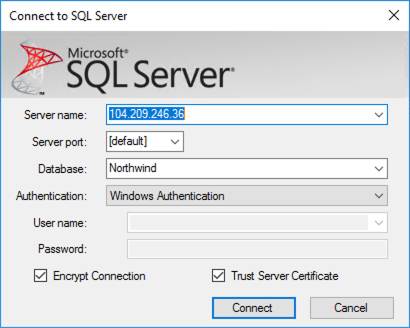 Connect to SQL Server
Microsoft®
SQL Server®
Server name: 104.209.246.36
Server port: [default]
Database: Northwind
Authentication: Windows Authentication
User name:
Password:
Encrypt Connection Trust Server Certificate
Connect Cancel